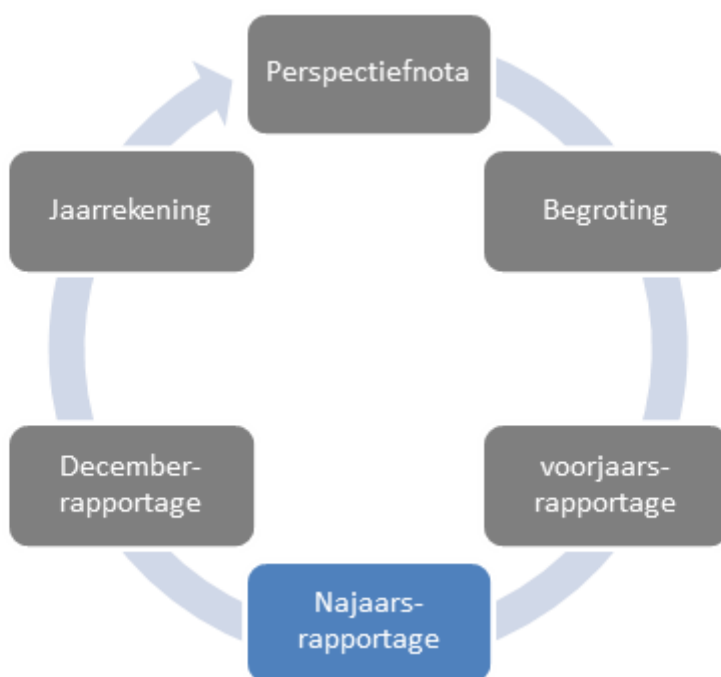 Perspectiefnota
Begroting
voorjaars-
rapportage
Najaars-
rapportage
December-
rapportage
Jaarrekening